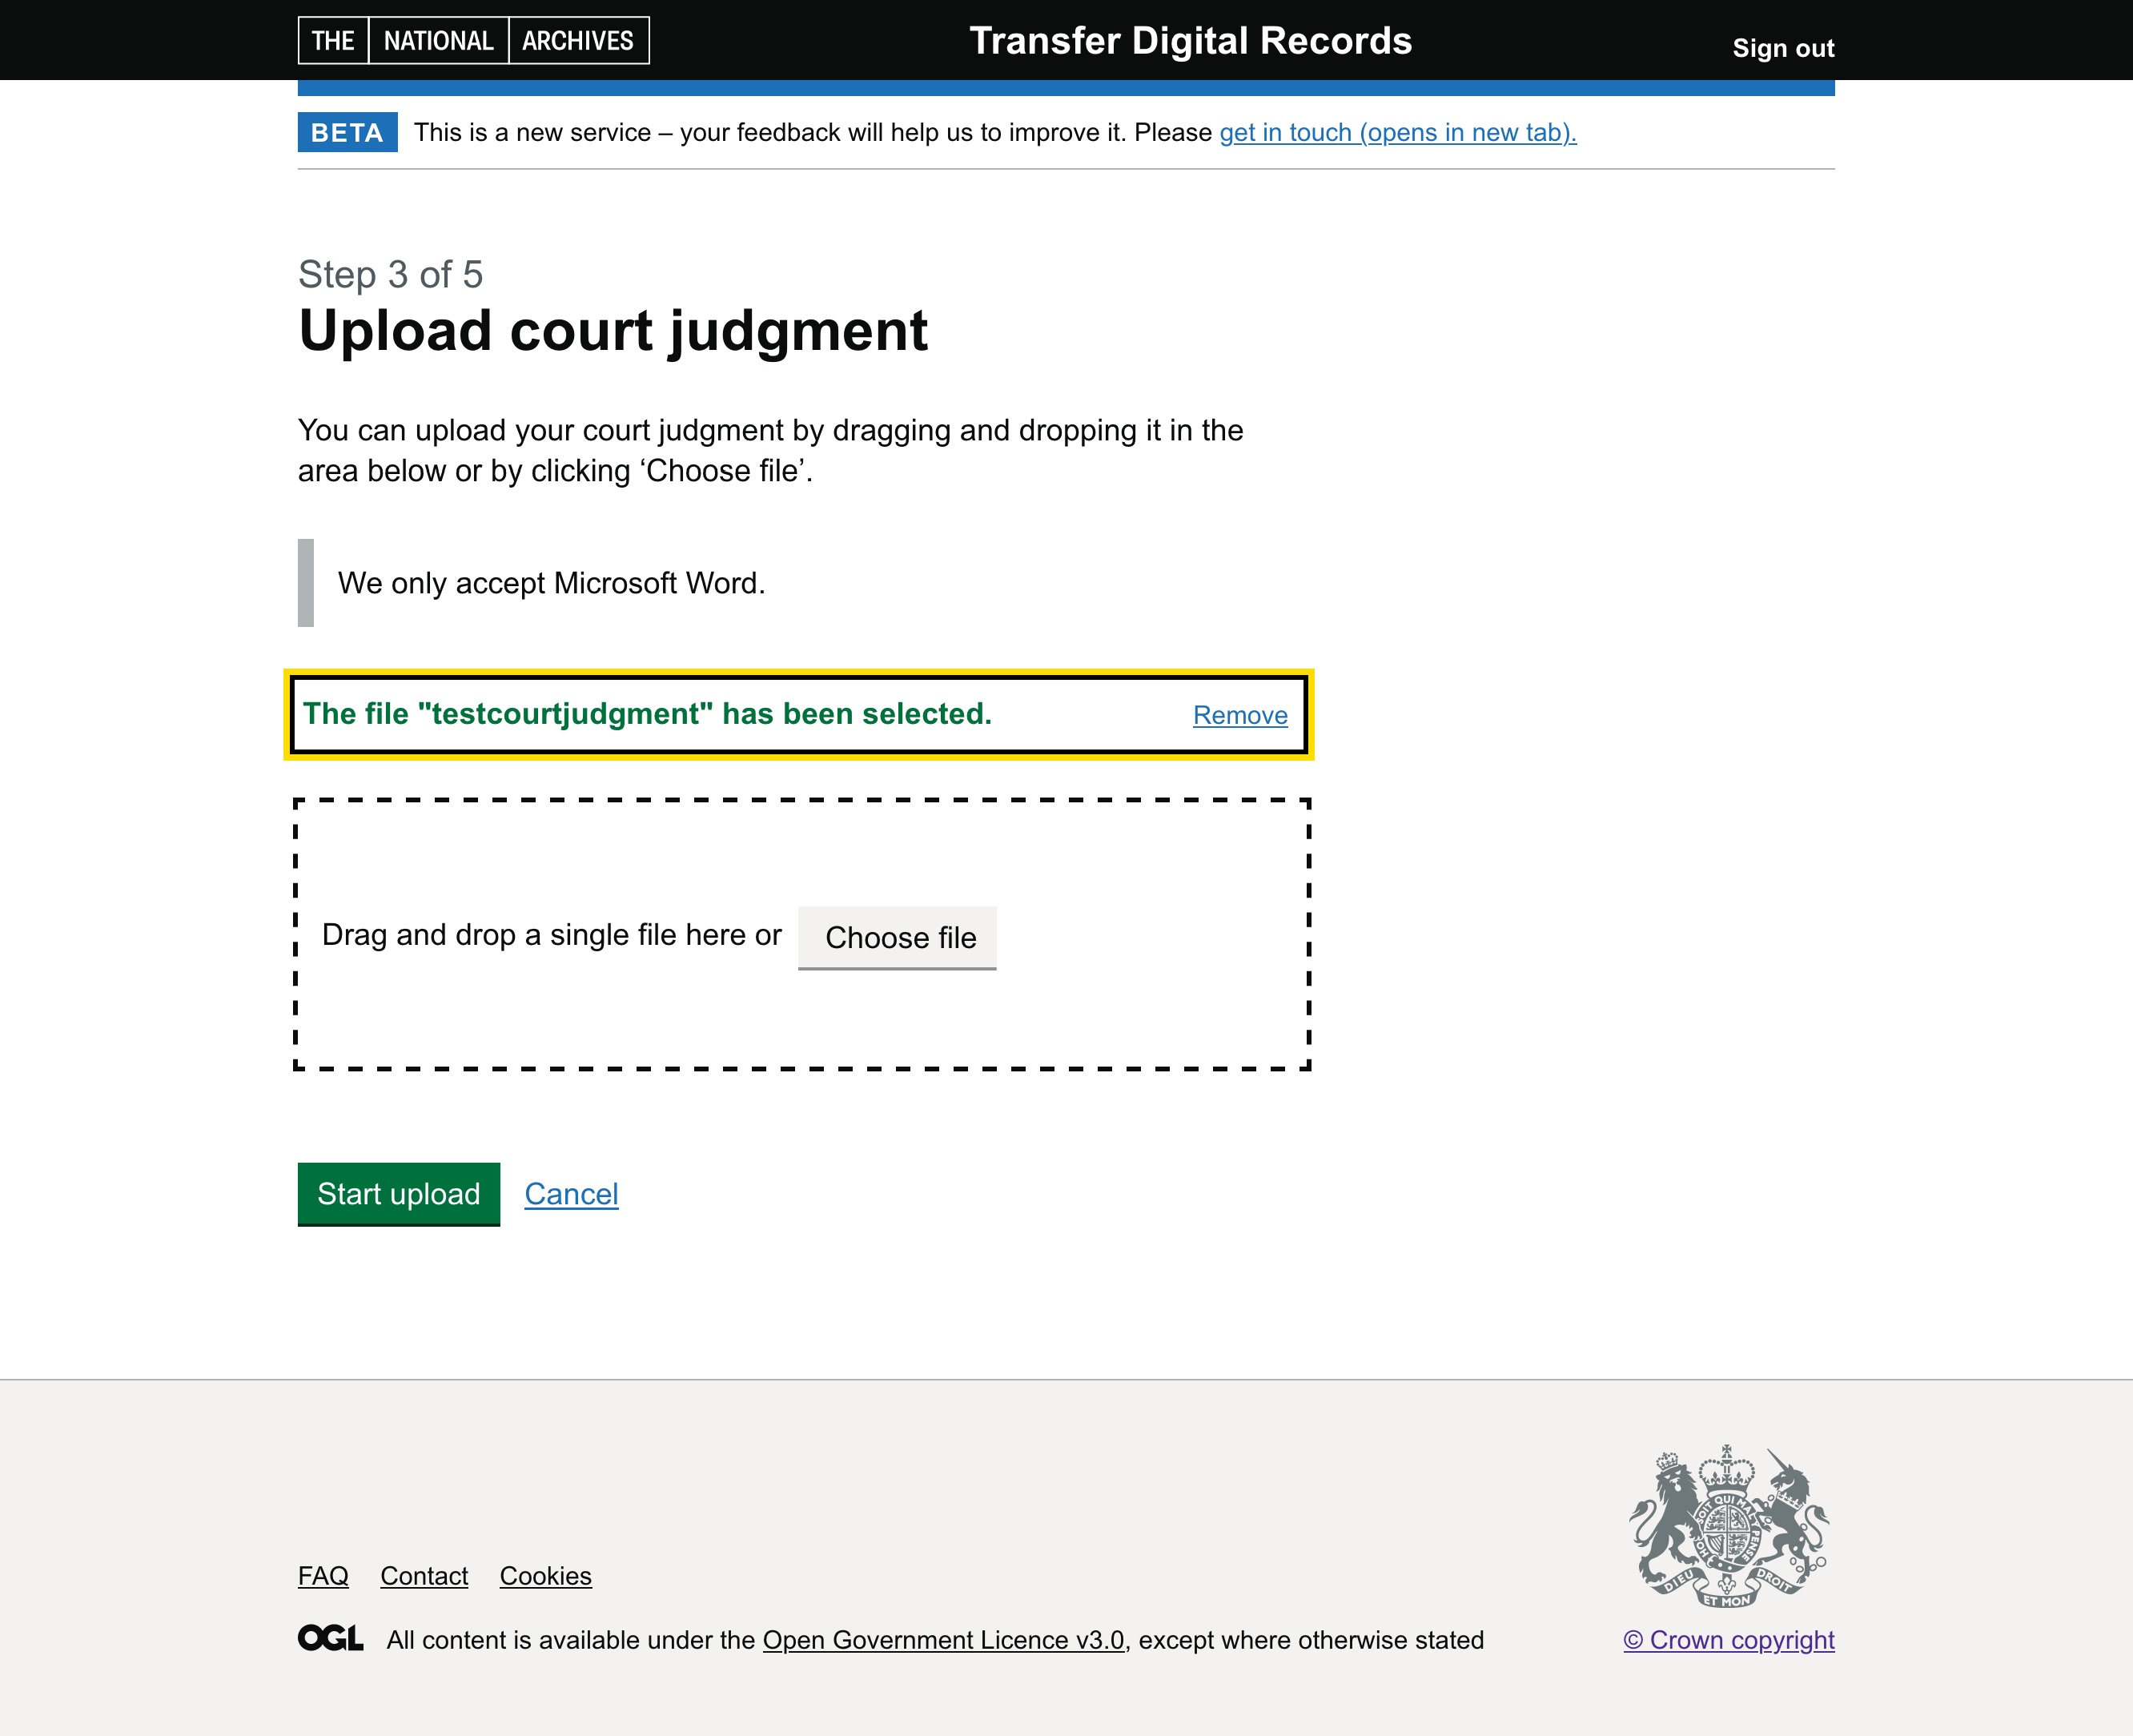 THE NATIONAL ARCHIVES
Transfer Digital Records
Sign out
BETA This is a new service – your feedback will help us to improve it. Please get in touch (opens in new tab).
Step 3 of 5
Upload court judgment
You can upload your court judgment by dragging and dropping it in the
area below or by clicking ‘Choose file’.
We only accept Microsoft Word.
The file "testcourtjudgment" has been selected. Remove
Drag and drop a single file here or Choose file
Start upload Cancel
SOIT QUI MAL PENSE
HON
DIEU ET MON DROIT
FAQ Contact Cookies
OGL All content is available under the Open Government Licence v3.0, except where otherwise stated
© Crown copyright